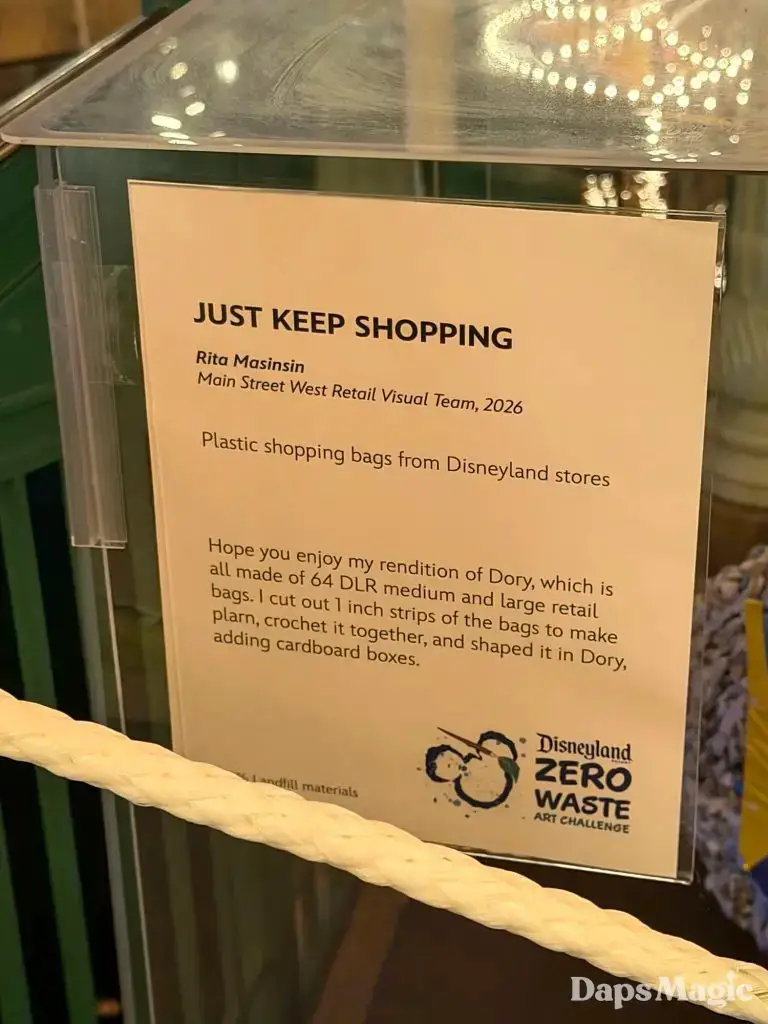 JUST KEEP SHOPPING
Rita Masinsin
Main Street West Retail Visual Team, 2026
Plastic shopping bags from Disneyland stores
Hope you enjoy my rendition of Dory, which is
all made of 64 DLR medium and large retail
bags. I cut out 1 inch strips of the bags to make
plarn, crochet it together, and shaped it in Dory,
adding cardboard boxes.
% Landfill materials
Disneyland
RESORT
ZERO
WASTE
ART CHALLENGE
DapsMagic